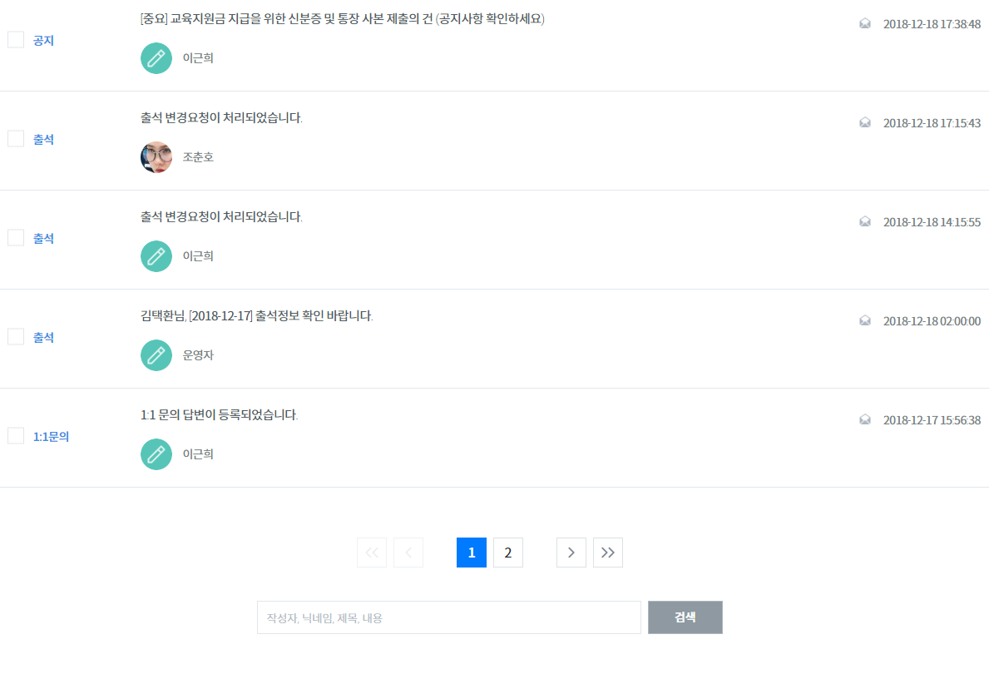 [중요] 교육지원금 지급을 위한 신분증 및 통장 사본 제출의 건 (공지사항 확인하세요)
2018-12-18 17:38:48
공지
이근희
출석 변경요청이 처리되었습니다.
2018-12-18 17:15:43
출석
조춘호
출석 변경요청이 처리되었습니다.
2018-12-18 14:15:55
출석
이근희
김택환님, [2018-12-17] 출석정보 확인 바랍니다.
2018-12-18 02:00:00
출석
운영자
1:1 문의 답변이 등록되었습니다.
2018-12-17 15:56:38
1:1문의
이근희
1 2
작성자, 닉네임, 제목, 내용
검색